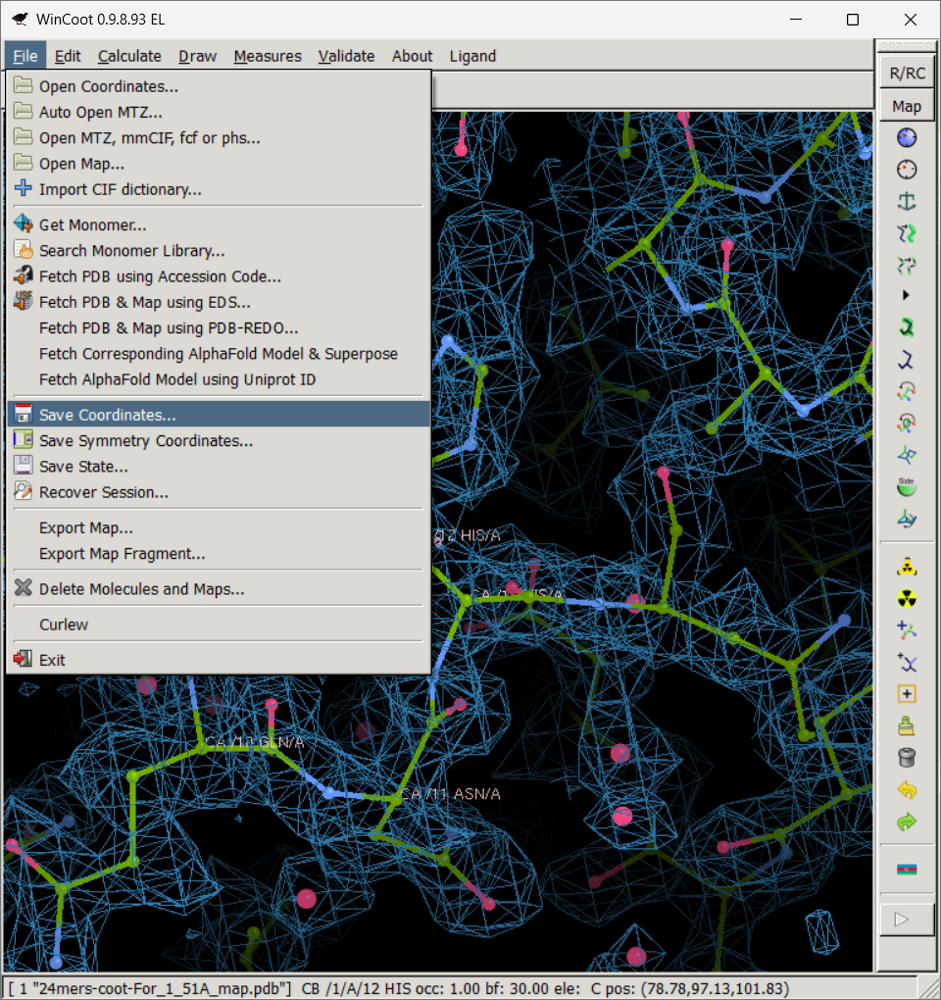 WinCoot 0.9.8.93 EL
File Edit Calculate Draw Measures Validate About Ligand
R/RC
Map
Open Coordinates...
Auto Open MTZ...
Open MTZ, mmCIF, fcf or phs...
Open Map...
Import CIF dictionary...
Get Monomer...
Search Monomer Library...
Fetch PDB using Accession Code...
Fetch PDB & Map using EDS...
Fetch PDB & Map using PDB-REDO...
Fetch Corresponding AlphaFold Model & Superpose
Fetch AlphaFold Model using Uniprot ID
Save Coordinates...
Save Symmetry Coordinates...
Save State...
Recover Session...
Export Map...
Export Map Fragment...
Delete Molecules and Maps...
Curlew
Exit
Side
/12 HIS/A
CA /10 GLN/A
CA /11 ASN/A
[ 1 "24mers-coot-For_1_51A_map.pdb"] CB /1/A/12 HIS occ: 1.00 bf: 30.00 ele: C pos: (78.78,97.13,101.83)